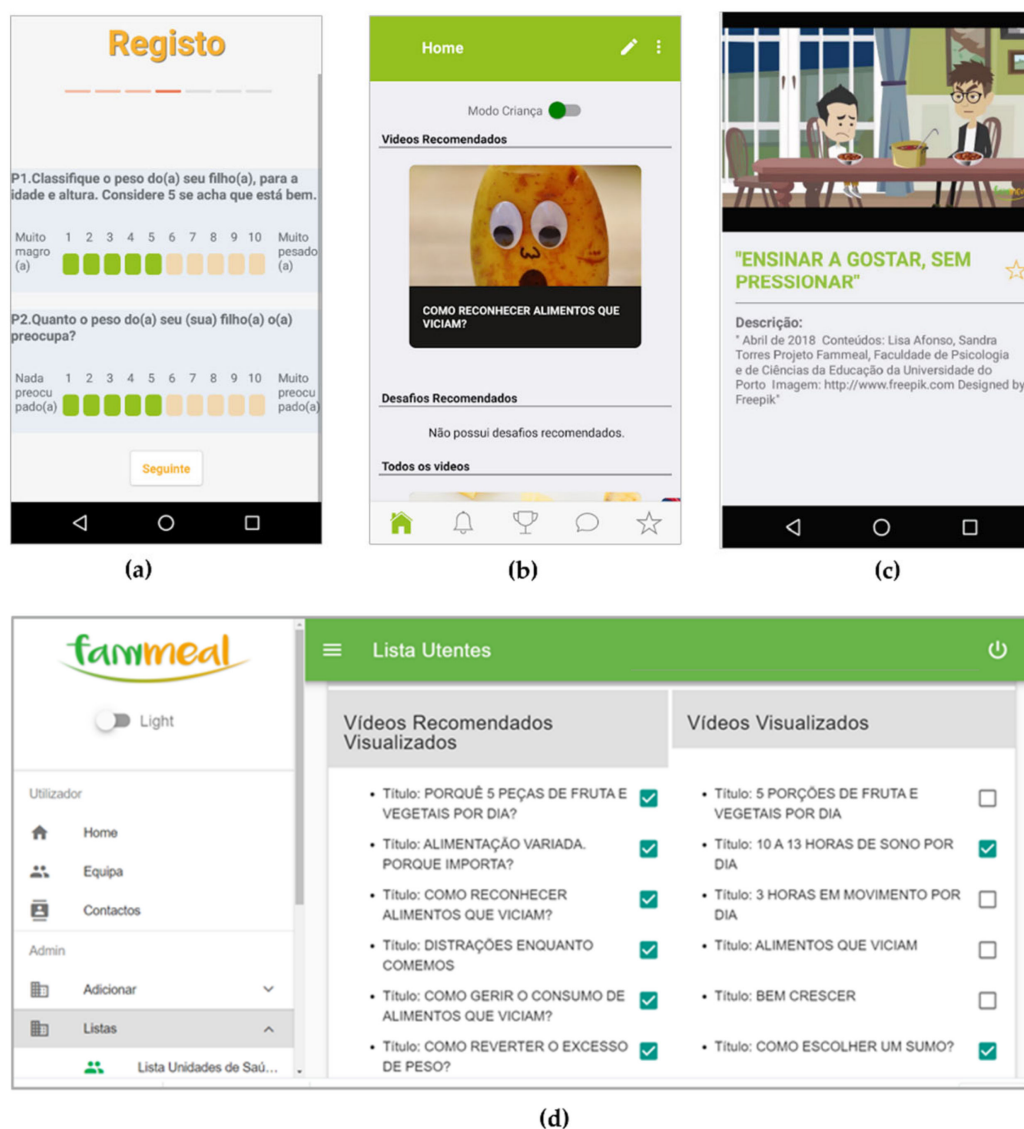 Registo
P1.Classifique o peso do(a) seu filho(a), para a
idade e altura. Considere 5 se acha que está bem.
Muito magro (a) 1 2 3 4 5 6 7 8 9 10 Muito pesado (a)
P2.Quanto o peso do(a) seu (sua) filho(a) o(a)
preocupa?
Nada preocu pado(a) 1 2 3 4 5 6 7 8 9 10 Muito preocu pado(a)
Seguinte
(a)
Home
Modo Criança
Videos Recomendados
COMO RECONHECER ALIMENTOS QUE
VICIAM?
Desafios Recomendados
Não possui desafios recomendados.
Todos os videos
(b)
fammeal
"ENSINAR A GOSTAR, SEM
PRESSIONAR"
Descrição:
" Abril de 2018 Conteúdos: Lisa Afonso, Sandra
Torres Projeto Fammeal, Faculdade de Psicologia
e de Ciências da Educação da Universidade do
Porto Imagem: http://www.freepik.com Designed by
Freepik"
(c)
fammeal
Light
Utilizador
Home
Equipa
Contactos
Admin
Adicionar
Listas
Lista Unidades de Saú...
Lista Utentes
Vídeos Recomendados
Visualizados
• Título: PORQUÊ 5 PEÇAS DE FRUTA E
VEGETAIS POR DIA?
• Título: ALIMENTAÇÃO VARIADA.
PORQUE IMPORTA?
• Título: COMO RECONHECER
ALIMENTOS QUE VICIAM?
• Título: DISTRAÇÕES ENQUANTO
COMEMOS
• Título: COMO GERIR O CONSUMO DE
ALIMENTOS QUE VICIAM?
• Título: COMO REVERTER O EXCESSO
DE PESO?
Vídeos Visualizados
• Título: 5 PORÇÕES DE FRUTA E
VEGETAIS POR DIA
• Título: 10 A 13 HORAS DE SONO POR
DIA
• Título: 3 HORAS EM MOVIMENTO POR
DIA
• Título: ALIMENTOS QUE VICIAM
• Título: BEM CRESCER
• Título: COMO ESCOLHER UM SUMO?
(d)